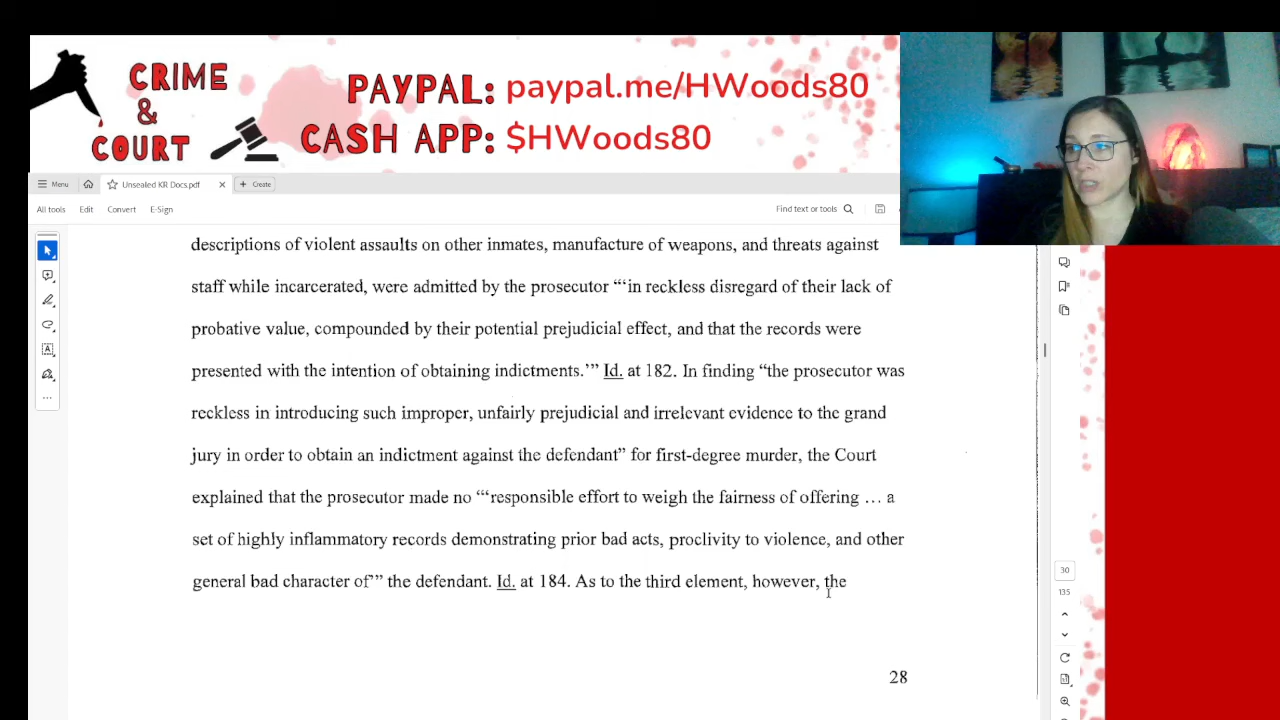 CRIME
&
COURT
PAYPAL: paypal.me/HWoods80
CASH APP: $HWoods80
Menu
Unsealed KR Docs.pdf
Create
All tools
Edit
Convert
E-Sign
Find text or tools
descriptions of violent assaults on other inmates, manufacture of weapons, and threats against
staff while incarcerated, were admitted by the prosecutor “‘in reckless disregard of their lack of
probative value, compounded by their potential prejudicial effect, and that the records were
presented with the intention of obtaining indictments.’” Id. at 182. In finding “the prosecutor was
reckless in introducing such improper, unfairly prejudicial and irrelevant evidence to the grand
jury in order to obtain an indictment against the defendant” for first-degree murder, the Court
explained that the prosecutor made no “‘responsible effort to weigh the fairness of offering … a
set of highly inflammatory records demonstrating prior bad acts, proclivity to violence, and other
general bad character of’” the defendant. Id. at 184. As to the third element, however, the
28
30
135